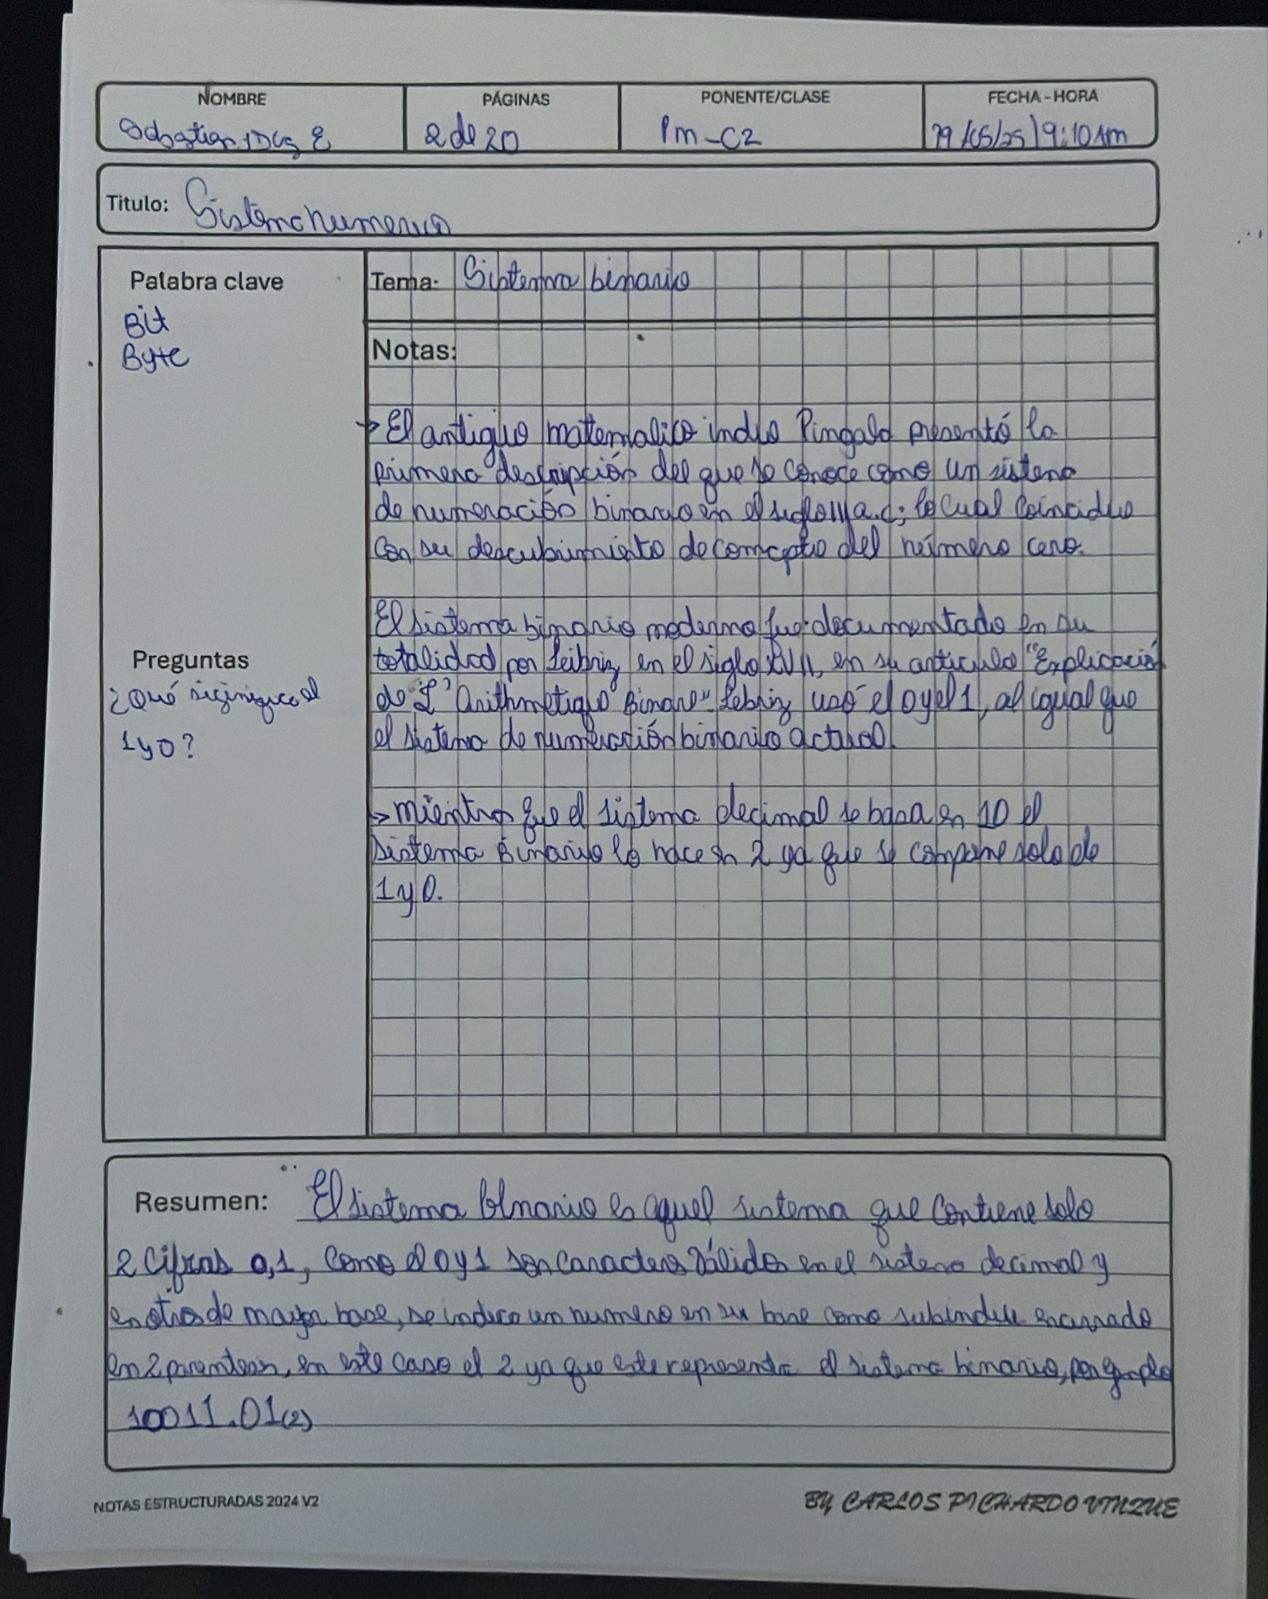 NOMBRE
PÁGINAS
PONENTE/CLASE
FECHA - HORA
2 de 20
Pm-C2
/05/25 | 9:10 Am
Titulo: Sistema numerico
Palabra clave
Bit
Byte
Tema: Sistema binario
Notas:
→ El antiguo matematico indio Pingala presentó la
primera descripción del que se conoce como un sistema
de numeración binario en el siglo a.c; lo cual coincidio
con su descubrimiento de concepto del número cero.
El sistema binario moderno fue documentado en su
totalidad por Leibniz en el siglo XVII, en su articulo "Explicación
de L' Arithmetique Binare" Lebniz usó el 0 y el 1, al igual que
el sistema de numeración binario actual.
Preguntas
¿Qué el
1 y 0?
> mientras que el sistema decimal se basa en 10 el
sistema Binario lo hace en 2 ya que se compone solo de
1 y 0.
Resumen: El sistema binario es aquel sistema que contiene solo
2 cifras 0,1, como el 0 y 1 son caracteres válidos en el sistema decimal y
en otros de mayor base, se indica un numero en su base como subindice encerrado
en 2 parentesis, en este caso el 2 ya que este representa el sistema binario, por ejemplo
10011.01(2)
NOTAS ESTRUCTURADAS 2024 V2
BY CARLOS PICHARDO VINZUE